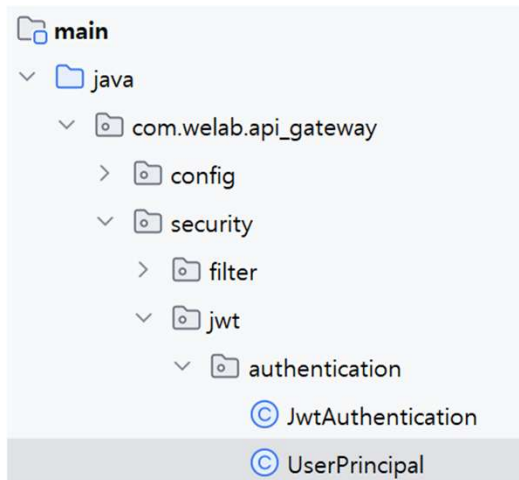 main
java
com.welab.api_gateway
config
security
filter
jwt
authentication
JwtAuthentication
UserPrincipal